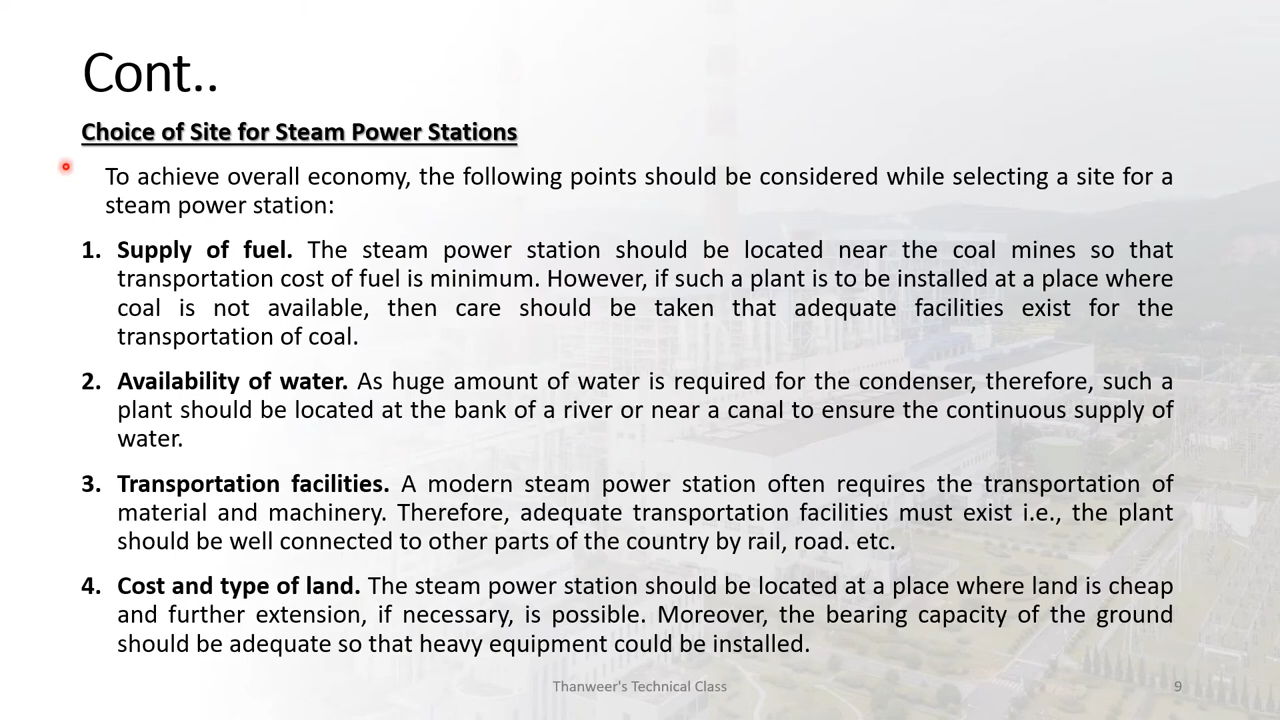 Cont..
Choice of Site for Steam Power Stations
To achieve overall economy, the following points should be considered while selecting a site for a
steam power station:
1. Supply of fuel. The steam power station should be located near the coal mines so that
transportation cost of fuel is minimum. However, if such a plant is to be installed at a place where
coal is not available, then care should be taken that adequate facilities exist for the
transportation of coal.
2. Availability of water. As huge amount of water is required for the condenser, therefore, such a
plant should be located at the bank of a river or near a canal to ensure the continuous supply of
water.
3. Transportation facilities. A modern steam power station often requires the transportation of
material and machinery. Therefore, adequate transportation facilities must exist i.e., the plant
should be well connected to other parts of the country by rail, road. etc.
4. Cost and type of land. The steam power station should be located at a place where land is cheap
and further extension, if necessary, is possible. Moreover, the bearing capacity of the ground
should be adequate so that heavy equipment could be installed.
Thanweer's Technical Class
9